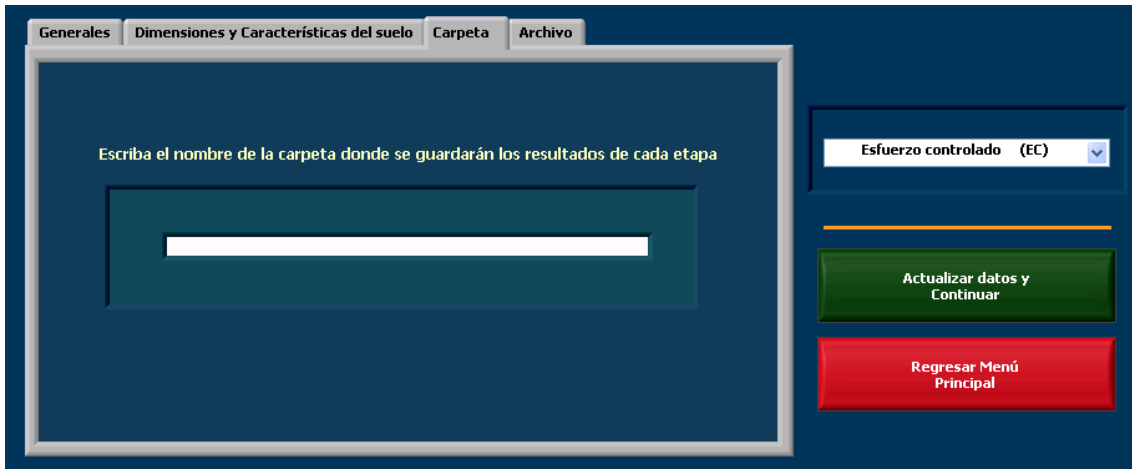 Generales
Dimensiones y Características del suelo
Carpeta
Archivo
Escriba el nombre de la carpeta donde se guardarán los resultados de cada etapa
Esfuerzo controlado (EC)
Actualizar datos y
Continuar
Regresar Menú
Principal